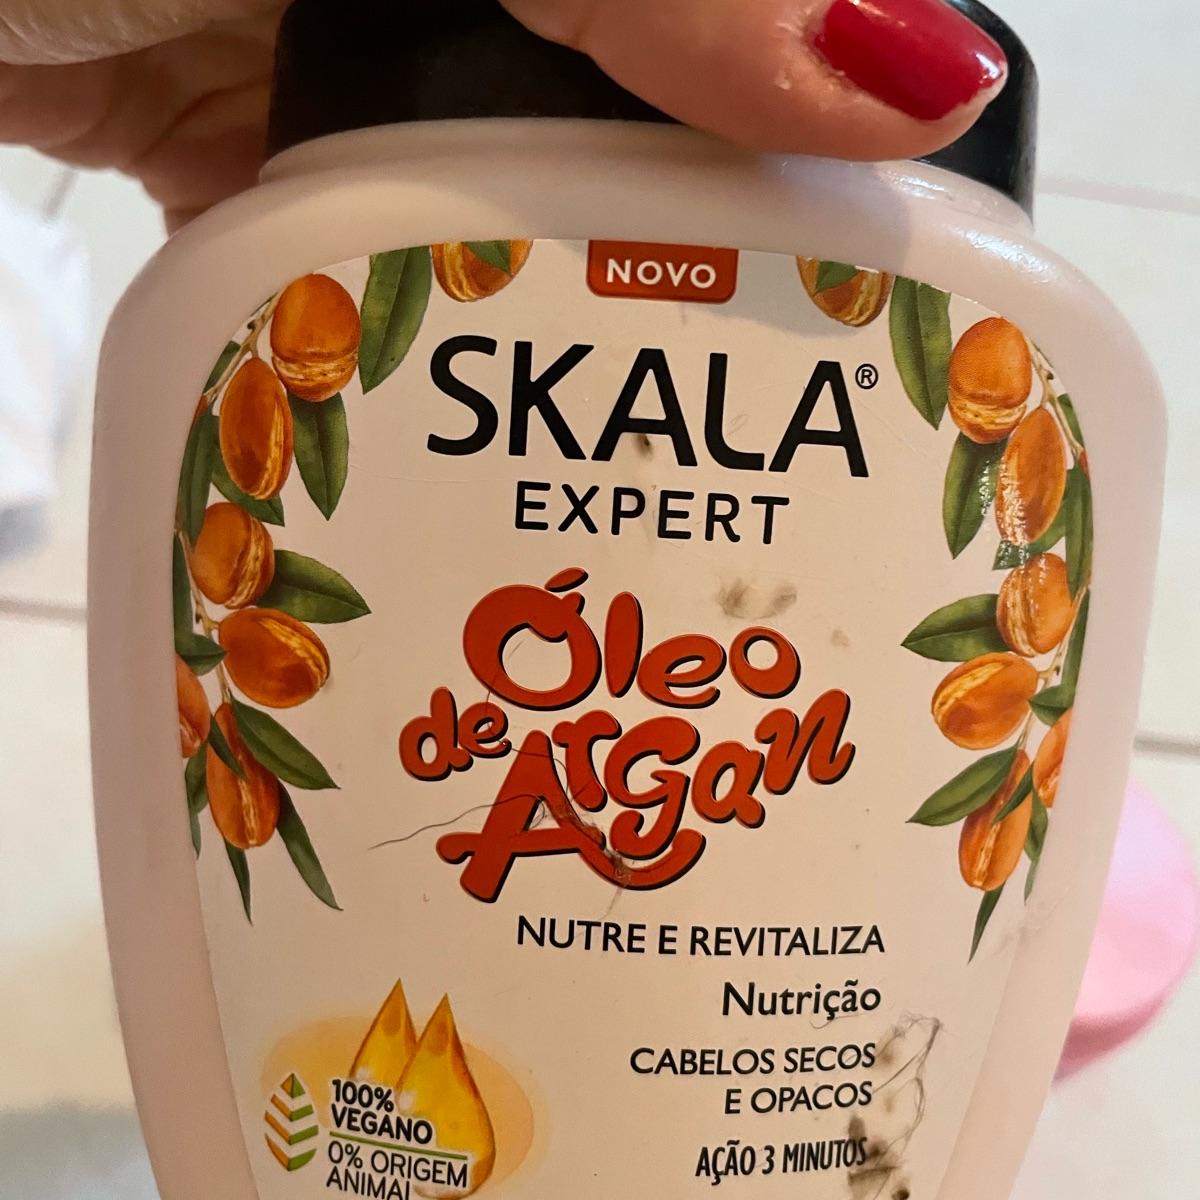 NOVO
SKALA®
EXPERT
Óleo
de Argan
NUTRE E REVITALIZA
Nutrição
CABELOS SECOS
E OPACOS
AÇÃO 3 MINUTOS
100%
VEGANO
0% ORIGEM
ANIMAL